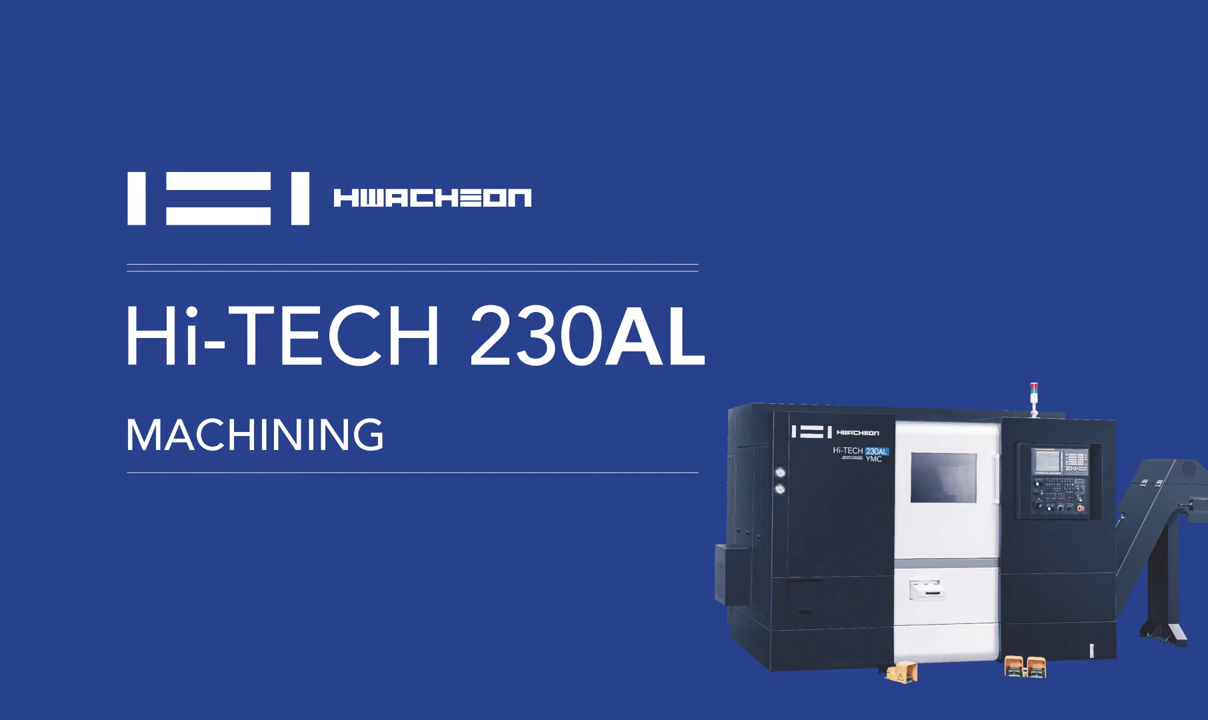 HWACHEON
Hi-TECH 230AL
MACHINING
HWACHEON
Hi-TECH 230AL
YMC